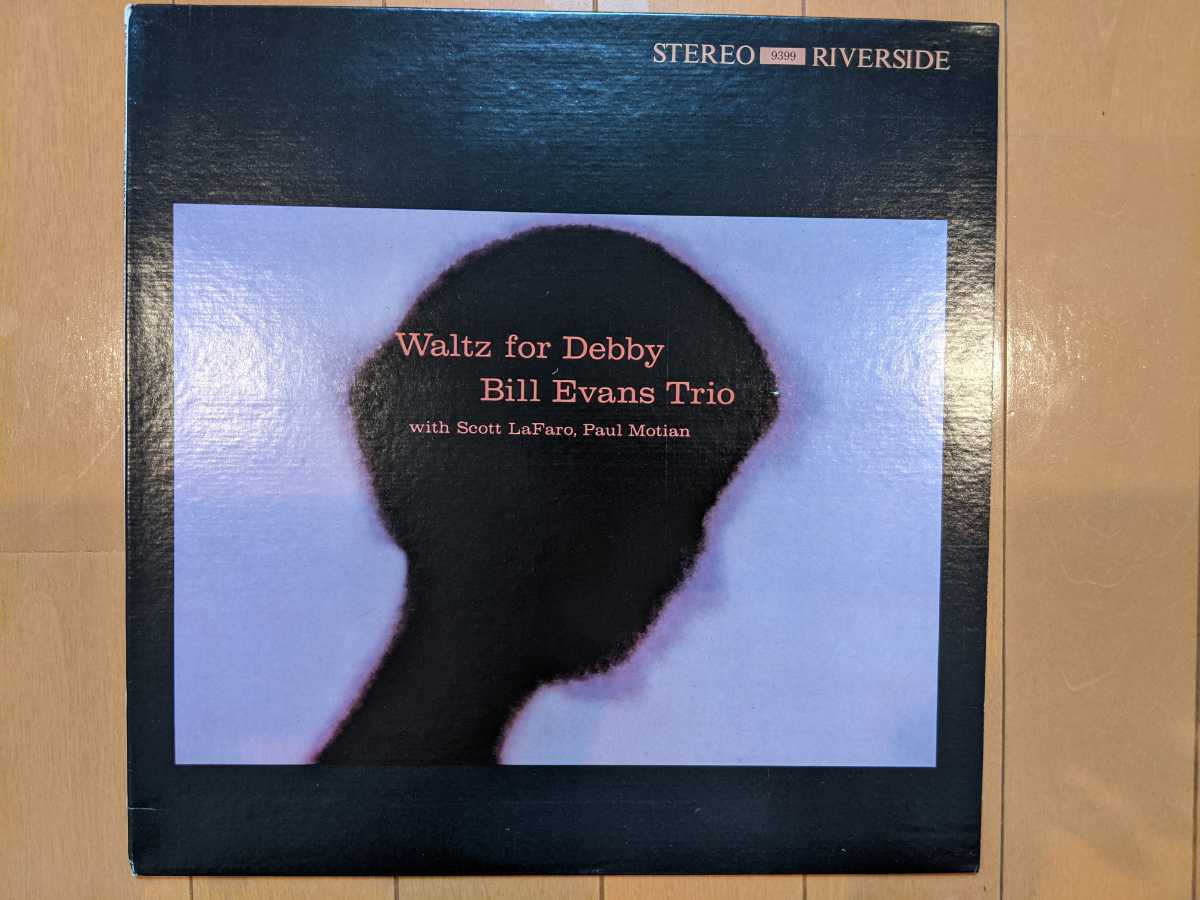 STEREO 9399 RIVERSIDE
Waltz for Debby
Bill Evans Trio
with Scott LaFaro, Paul Motian